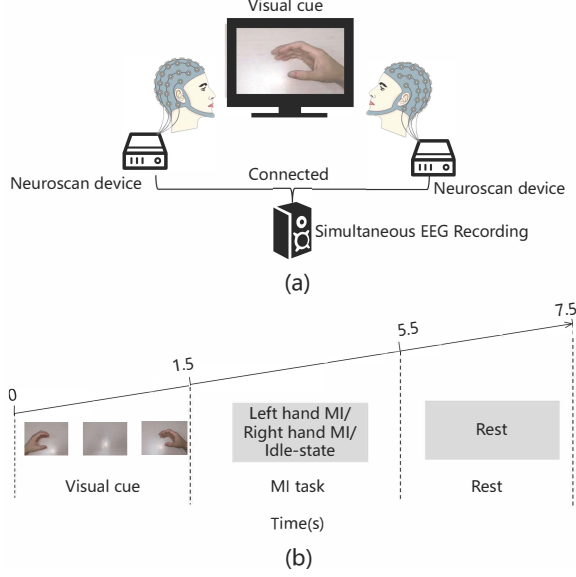 Visual cue
Neuroscan device
Connected
Neuroscan device
Simultaneous EEG Recording
(a)
0
1.5
5.5
7.5
Left hand MI/
Right hand MI/
Idle-state
Rest
Visual cue
MI task
Rest
Time(s)
(b)